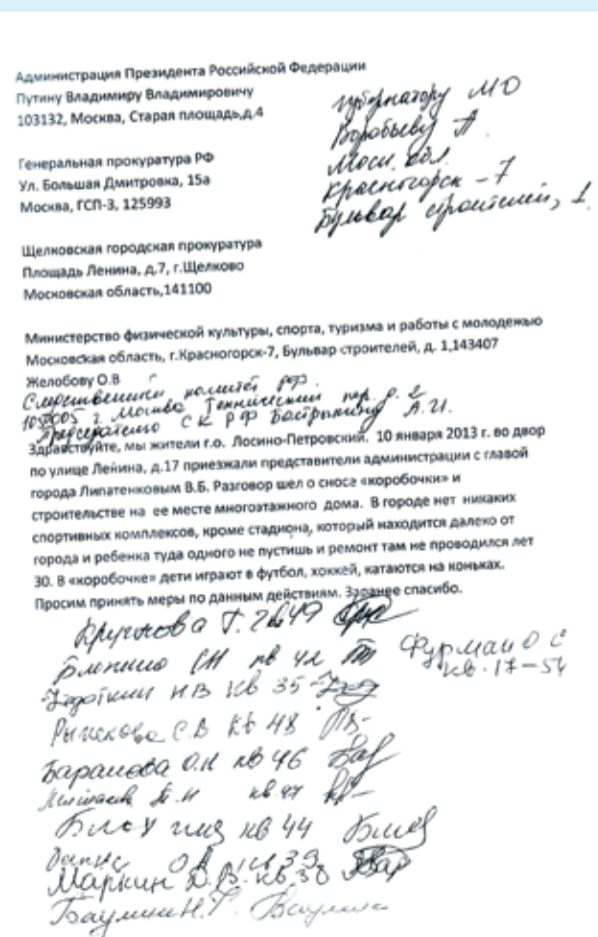 Администрация Президента Российской Федерации
Путину Владимиру Владимировичу
103132, Москва, Старая площадь,д.4
губернатору МО
Воробьеву А
Моск. обл.
Красногорск - 7
Бульвар строителей, 1
Генеральная прокуратура РФ
Ул. Большая Дмитровка, 15а
Москва, ГСП-3, 125993
Щелковская городская прокуратура
Площадь Ленина, д.7, г.Щелково
Московская область,141100
Министерство физической культуры, спорта, туризма и работы с молодежью
Московская область, г.Красногорск-7, Бульвар строителей, д. 1,143407
Желобову О.В
Следственный комитет РФ.
105005 г. Москва Технический пер. д. 2
Председателю СК РФ Бастрыкину А.И.
Здравствуйте, мы жители г.о. Лосино-Петровский. 10 января 2013 г. во двор
по улице Ленина, д.17 приезжали представители администрации с главой
города Липатенковым В.Б. Разговор шел о сносе «коробочки» и
строительстве на ее месте многоэтажного дома. В городе нет никаких
спортивных комплексов, кроме стадиона, который находится далеко от
города и ребенка туда одного не пустишь и ремонт там не проводился лет
30. В «коробочке» дети играют в футбол, хоккей, катаются на коньках.
Просим принять меры по данным действиям. Заранее спасибо.
кв 49
кв 42
Фурман О С
кв. 17-54
Н В кв 35
Рыжкова С.В кв 48
Баранова О.Н кв 46
кв 47
кв 44
Маркин Д.В. кв 38
Н.Г.